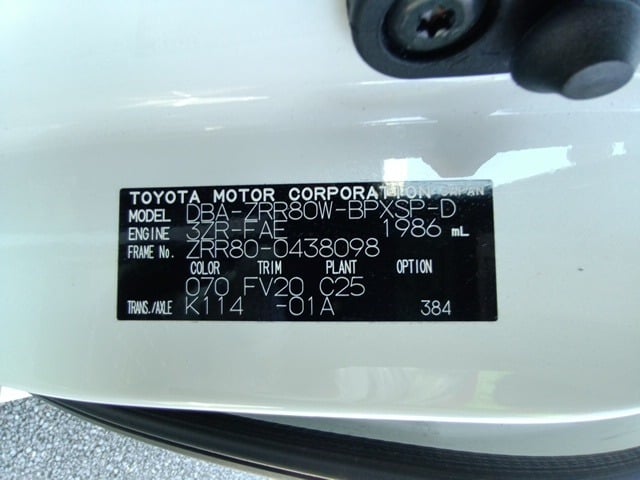 TOYOTA MOTOR CORPORATION JAPAN
MODEL DBA-ZRR80W-BPXSP-D
ENGINE 3ZR-FAE 1986 mL
FRAME No. ZRR80-0438098
COLOR TRIM PLANT OPTION
070 FV20 C25
TRANS./AXLE K114 -01A 384